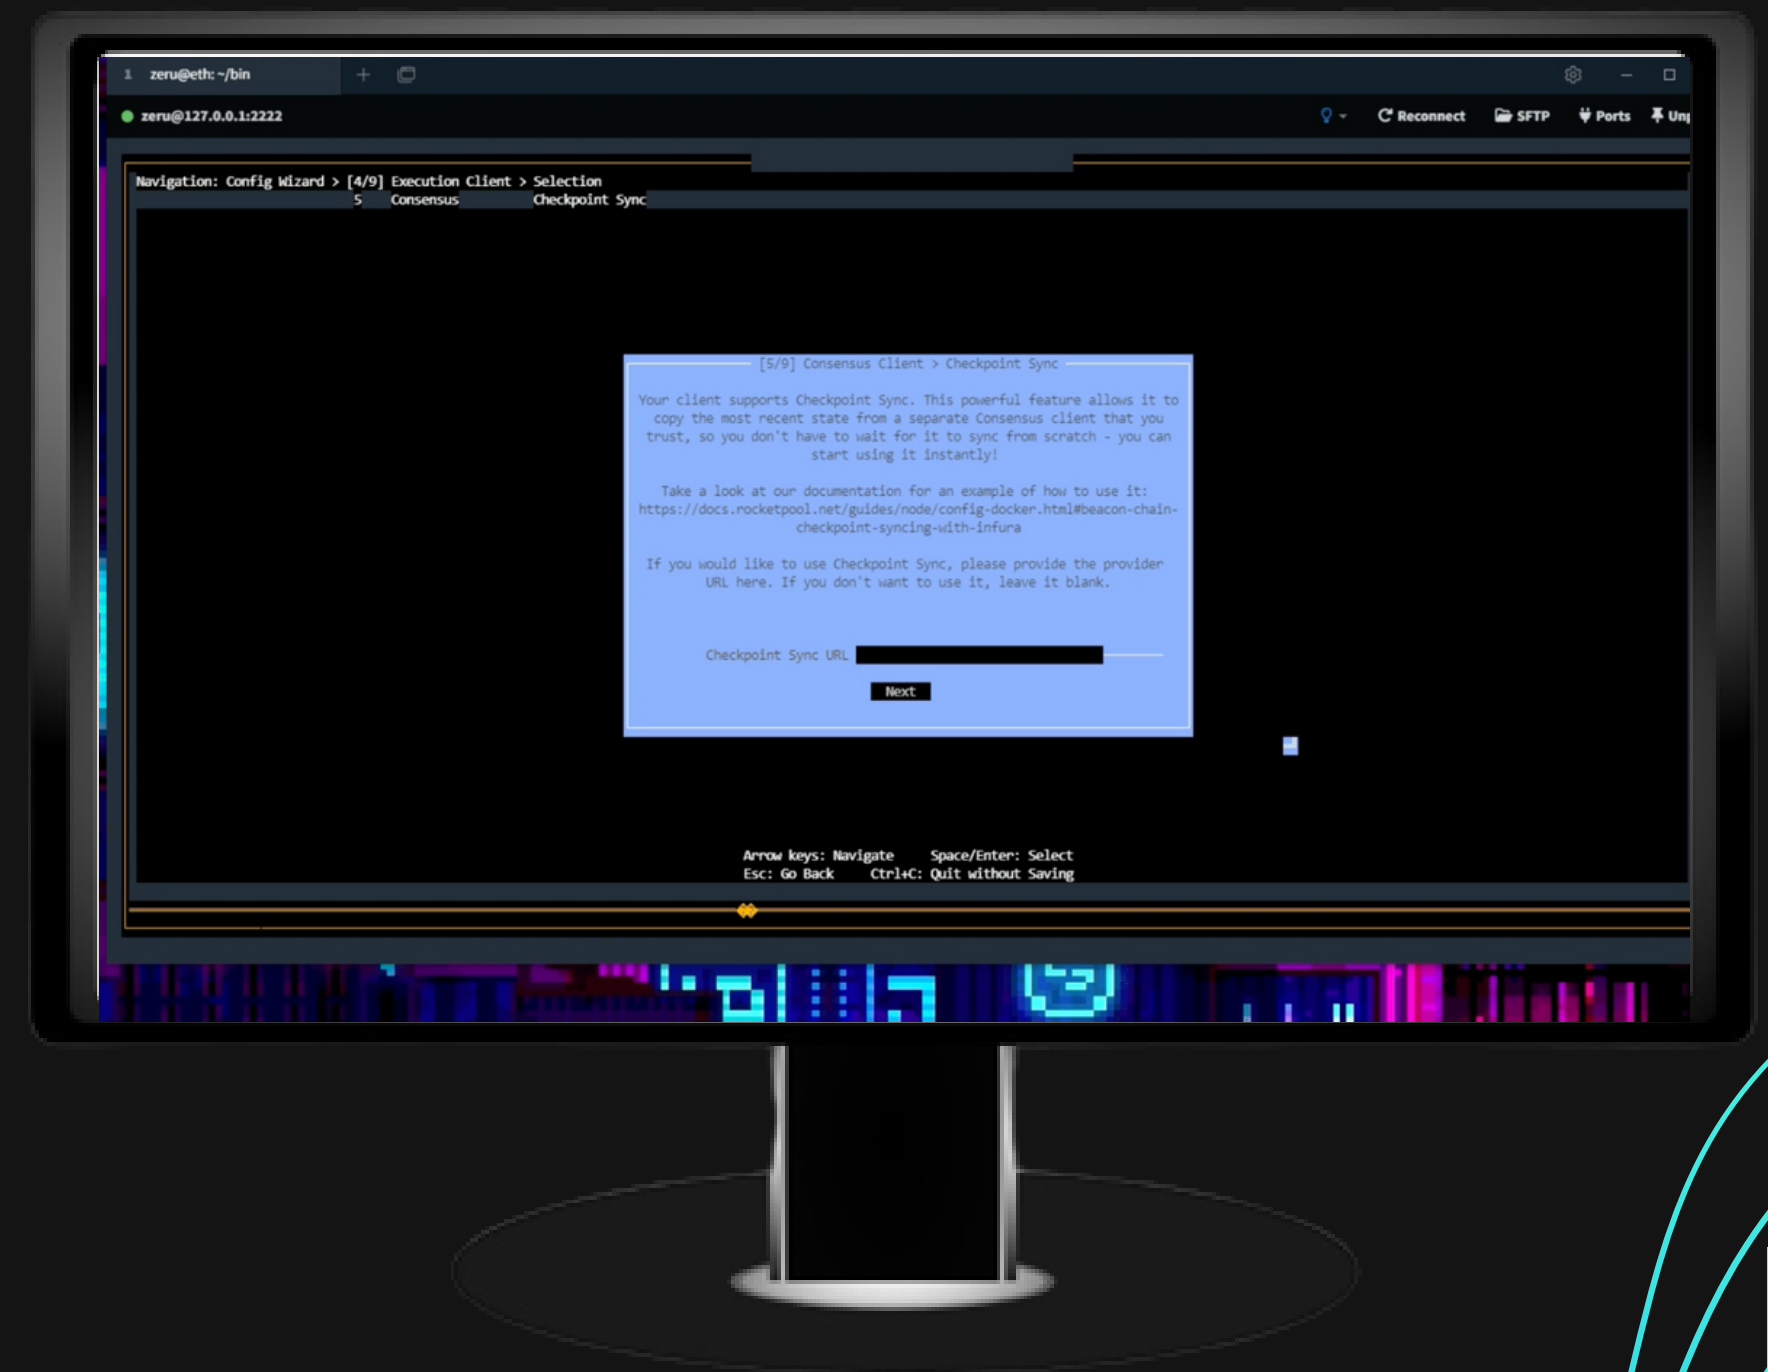 1 zeru@eth: ~/bin
zeru@127.0.0.1:2222
Reconnect SFTP Ports
Navigation: Config Wizard > [4/9] Execution Client > Selection
5 Consensus Checkpoint Sync
[5/9] Consensus Client > Checkpoint Sync
Your client supports Checkpoint Sync. This powerful feature allows it to
copy the most recent state from a separate Consensus client that you
trust, so you don't have to wait for it to sync from scratch - you can
start using it instantly!
Take a look at our documentation for an example of how to use it:
https://docs.rocketpool.net/guides/node/config-docker.html#beacon-chain-
checkpoint-syncing-with-infura
If you would like to use Checkpoint Sync, please provide the provider
URL here. If you don't want to use it, leave it blank.
Checkpoint Sync URL
Next
Arrow keys: Navigate Space/Enter: Select
Esc: Go Back Ctrl+C: Quit without Saving